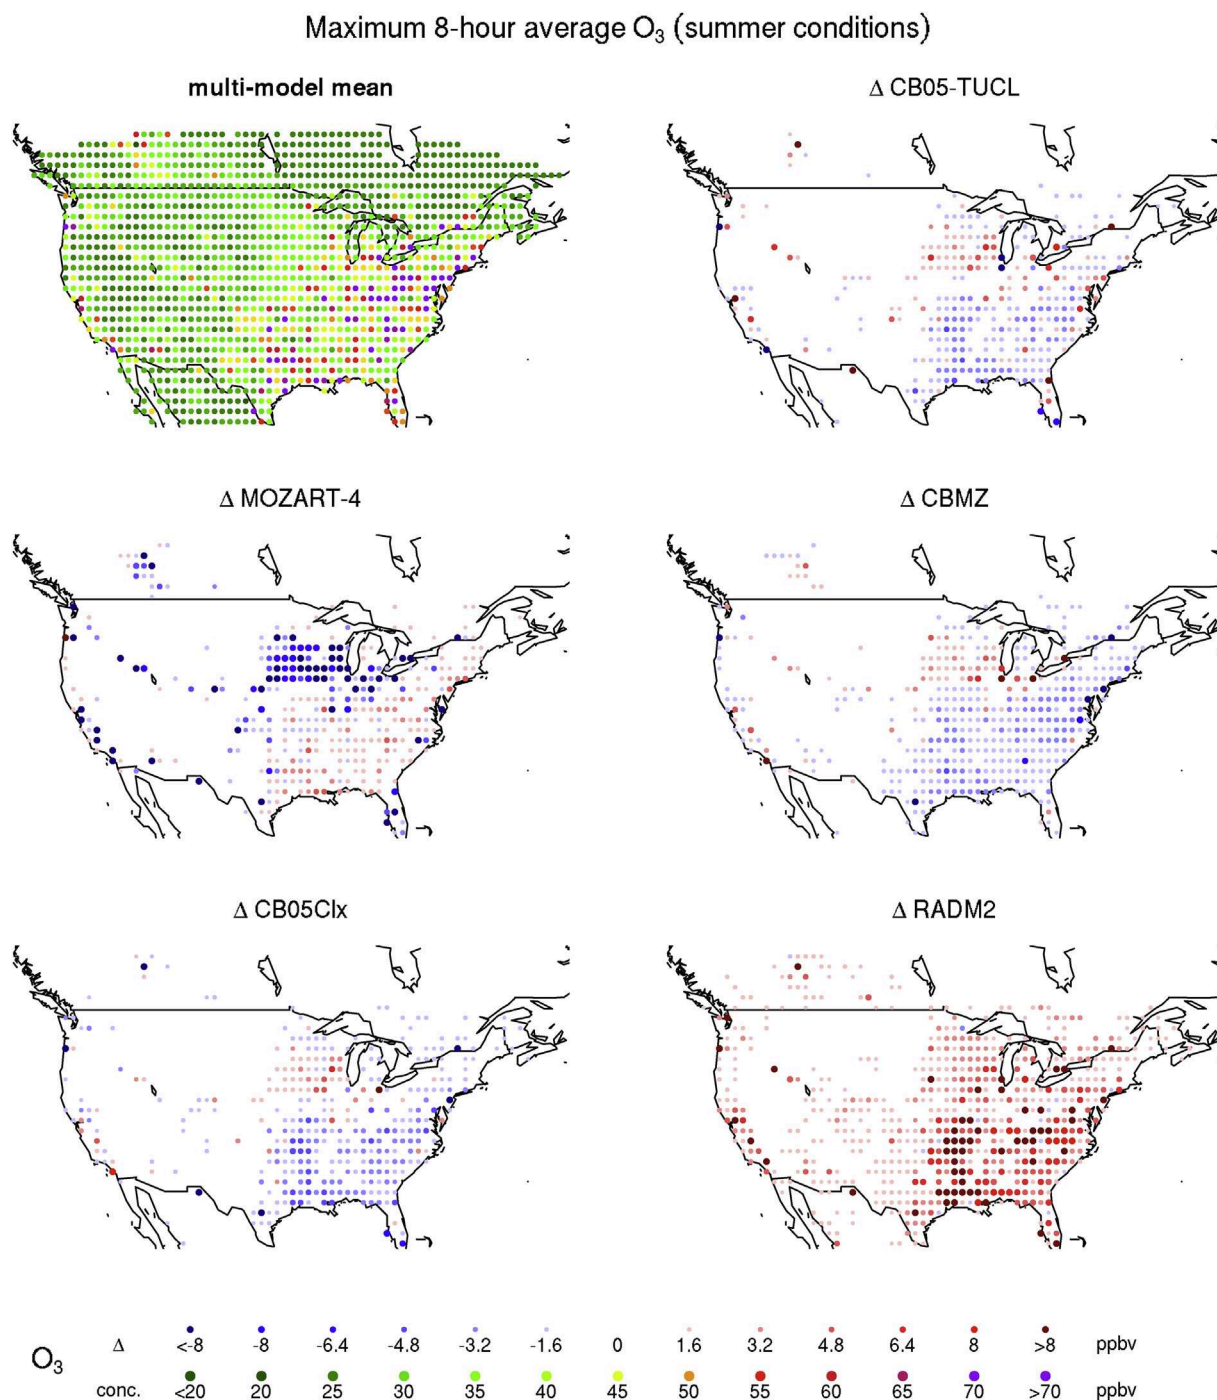 Maximum 8-hour average O₃ (summer conditions)
multi-model mean
Δ CB05-TUCL
Δ MOZART-4
Δ CBMZ
Δ CB05Clx
Δ RADM2
O₃
Δ <-8 -8 -6.4 -4.8 -3.2 -1.6 0 1.6 3.2 4.8 6.4 8 >8 ppbv
conc. <20 20 25 30 35 40 45 50 55 60 65 70 >70 ppbv